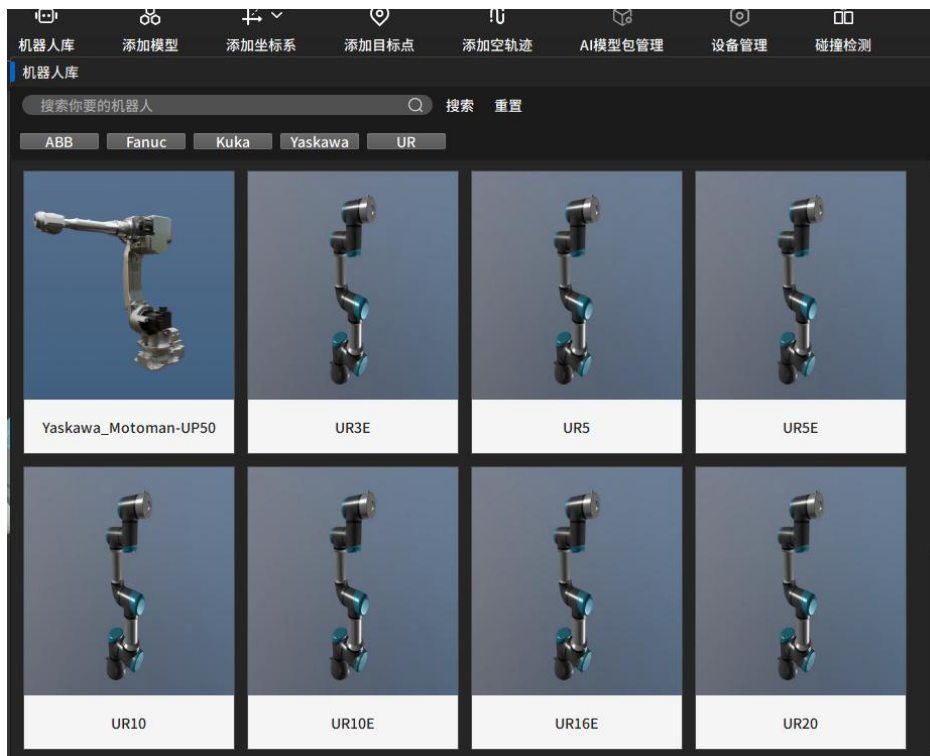 机器人库 添加模型 添加坐标系 添加目标点 添加空轨迹 AI模型包管理 设备管理 碰撞检测
机器人库
搜索你要的机器人 搜索 重置
ABB Fanuc Kuka Yaskawa UR
Yaskawa_Motoman-UP50 UR3E UR5 UR5E
UR10 UR10E UR16E UR20